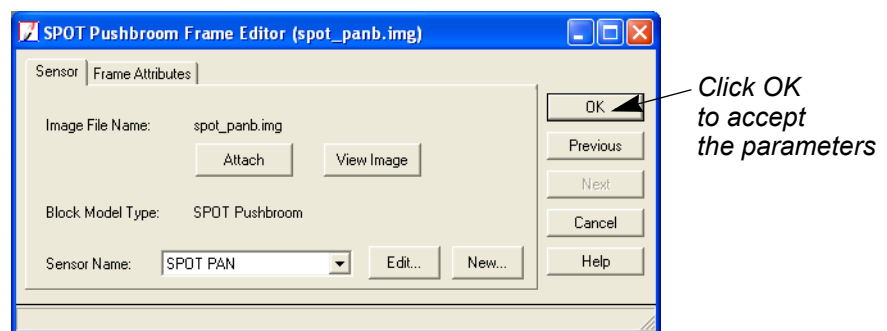 SPOT Pushbroom Frame Editor (spot_panb.img)
Sensor Frame Attributes
Image File Name: spot_panb.img
Attach View Image
Block Model Type: SPOT Pushbroom
Sensor Name: SPOT PAN Edit... New...
OK
Previous
Next
Cancel
Help
Click OK
to accept
the parameters